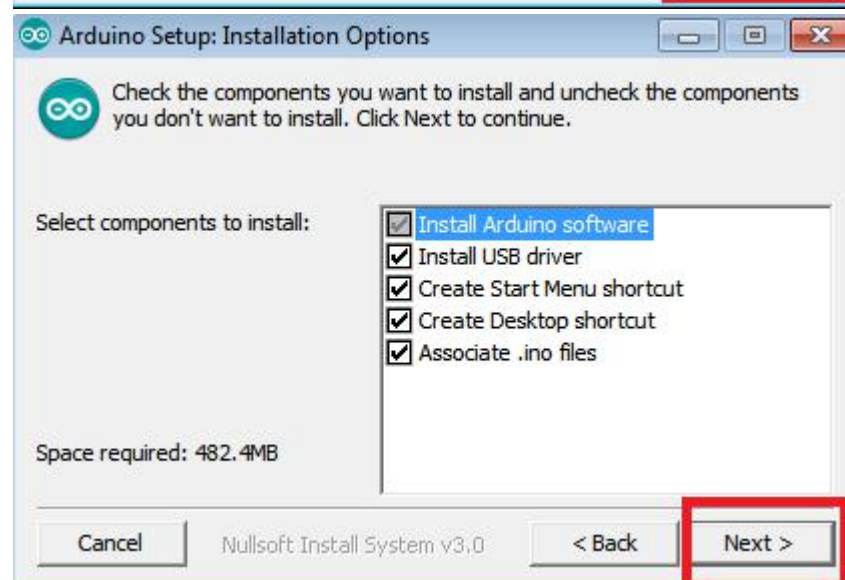 Arduino Setup: Installation Options
Check the components you want to install and uncheck the components
you don't want to install. Click Next to continue.
Select components to install:
Install Arduino software
Install USB driver
Create Start Menu shortcut
Create Desktop shortcut
Associate .ino files
Space required: 482.4MB
Cancel
Nullsoft Install System v3.0
< Back
Next >